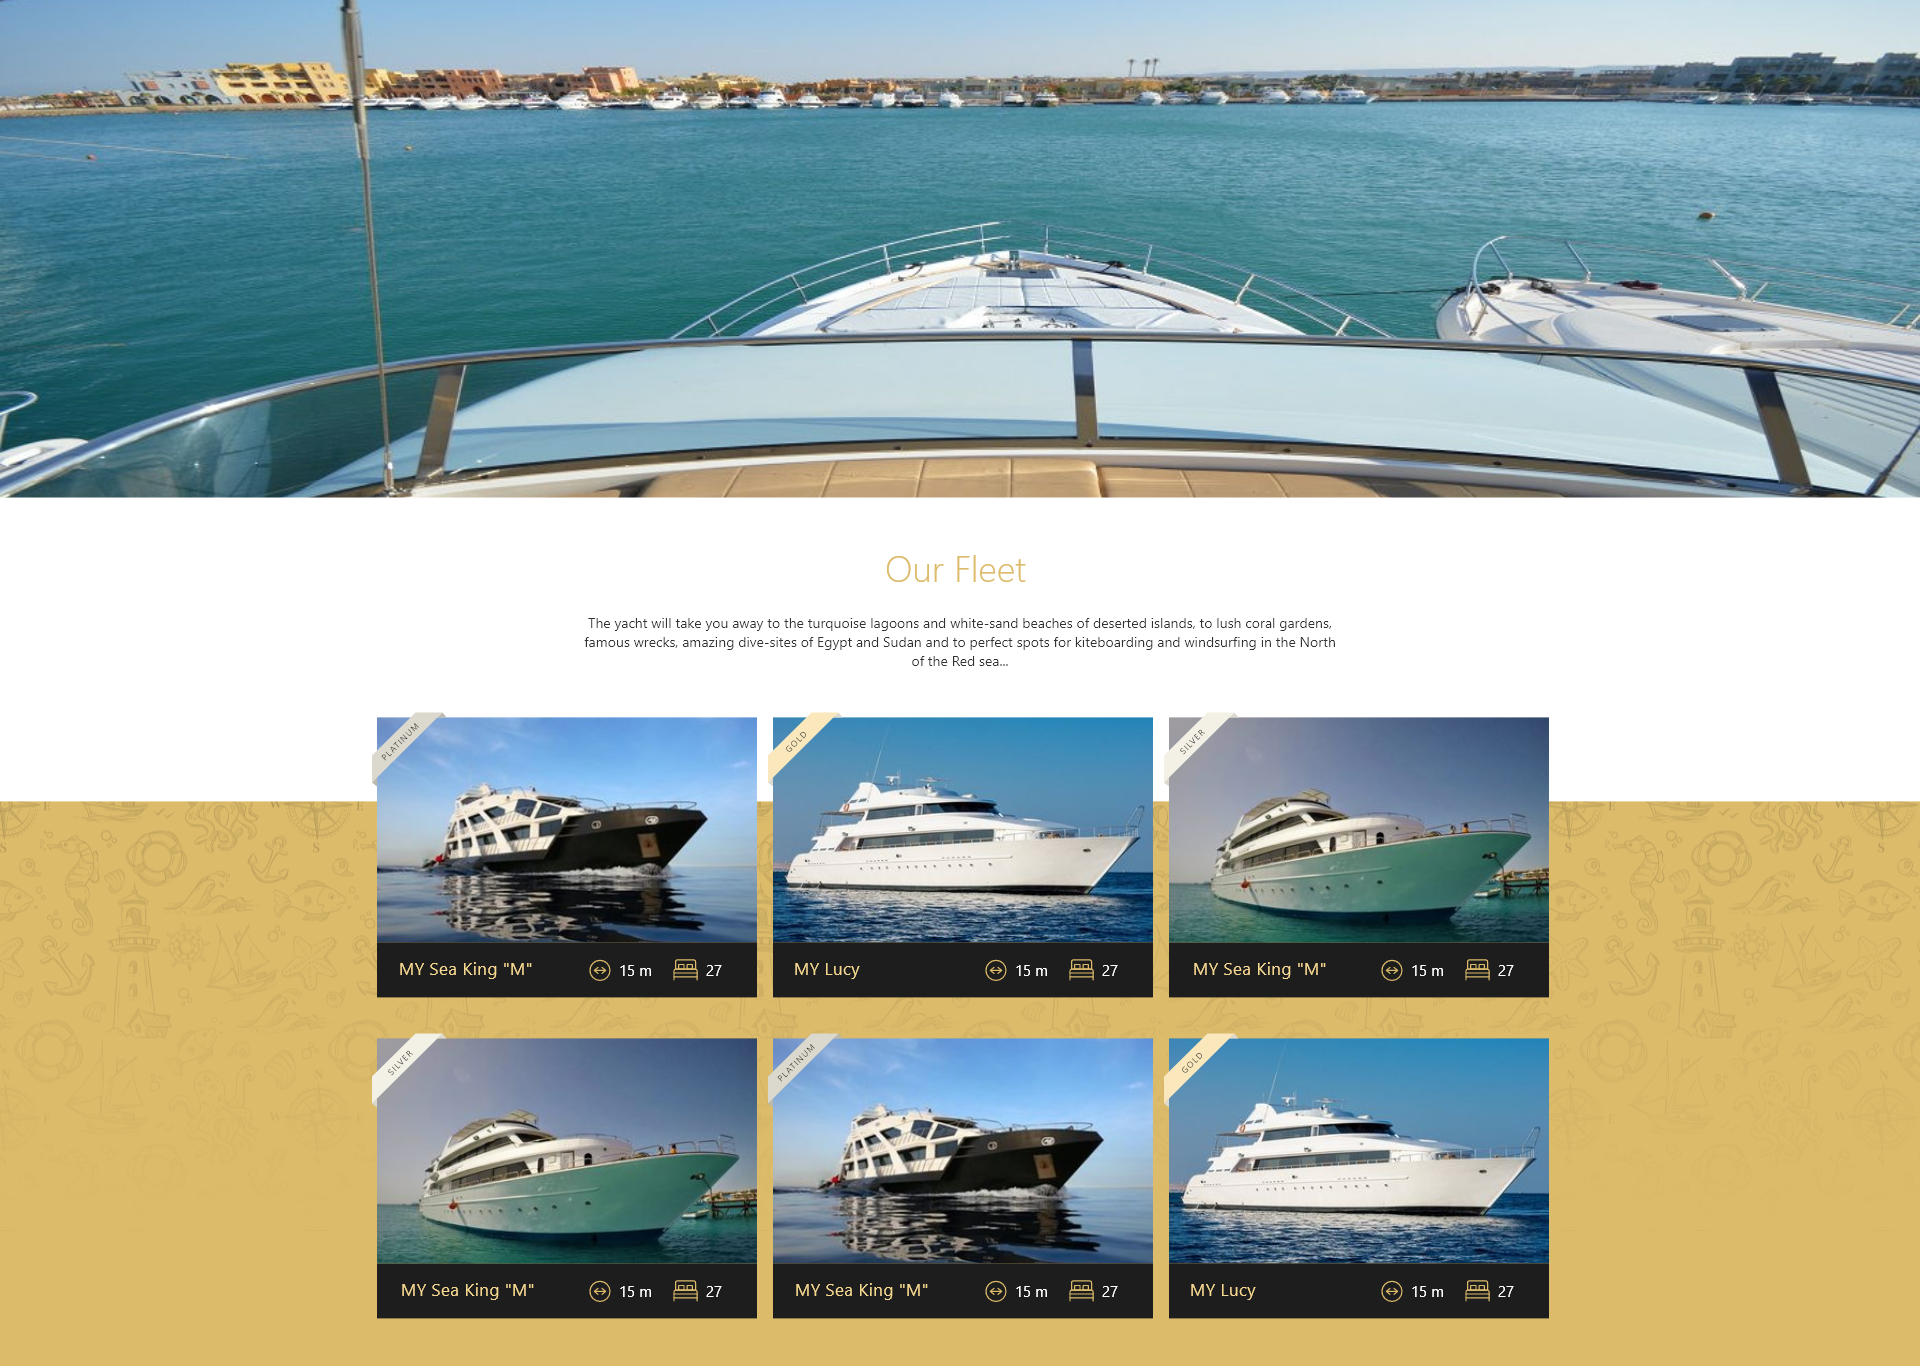 Our Fleet
The yacht will take you away to the turquoise lagoons and white-sand beaches of deserted islands, to lush coral gardens,
famous wrecks, amazing dive-sites of Egypt and Sudan and to perfect spots for kiteboarding and windsurfing in the North
of the Red sea...
PLATINUM
GOLD
SILVER
MY Sea King "M" 15 m 27
MY Lucy 15 m 27
MY Sea King "M" 15 m 27
SILVER
PLATINUM
GOLD
MY Sea King "M" 15 m 27
MY Sea King "M" 15 m 27
MY Lucy 15 m 27